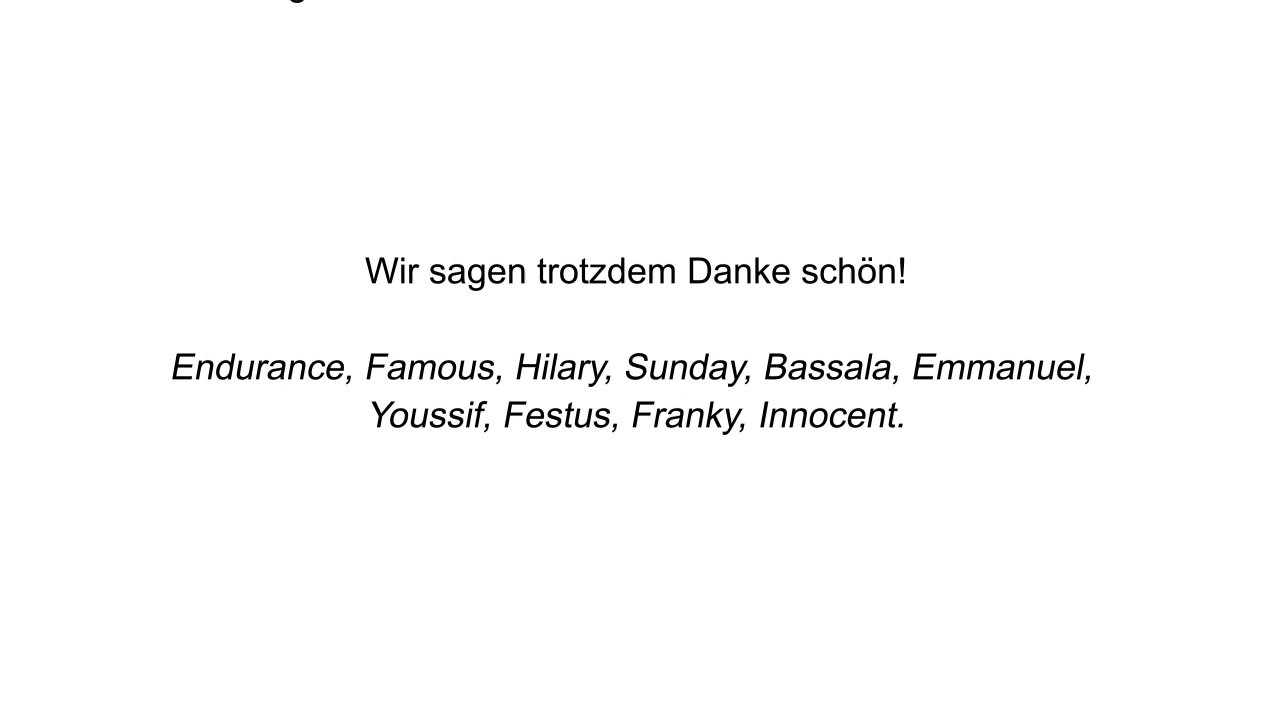 Wir sagen trotzdem Danke schön!
Endurance, Famous, Hilary, Sunday, Bassala, Emmanuel,
Youssif, Festus, Franky, Innocent.